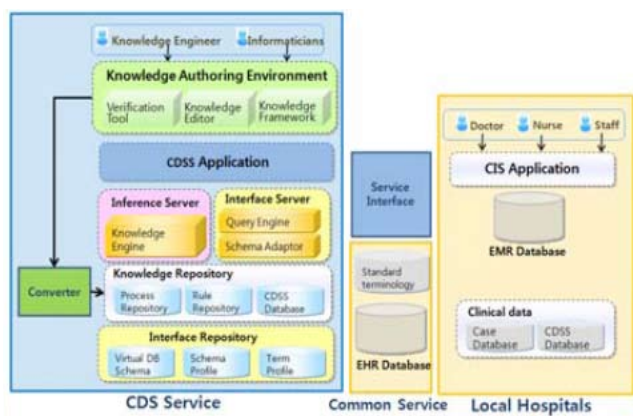 Knowledge Engineer
Informaticians
Knowledge Authoring Environment
Verification
Tool
Knowledge
Editor
Knowledge
Framework
CDSS Application
Inference Server
Knowledge
Engine
Interface Server
Query Engine
Schema Adaptor
Converter
Knowledge Repository
Process
Repository
Rule
Repository
CDSS
Database
Interface Repository
Virtual DB
Schema
Schema
Profile
Term
Profile
CDS Service
Service
Interface
Standard
terminology
EHR Database
Common Service
Doctor
Nurse
Staff
CIS Application
EMR Database
Clinical data
Case
Database
CDSS
Database
Local Hospitals